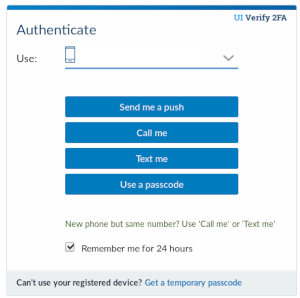 UI Verify 2FA
Authenticate
Use:
Send me a push
Call me
Text me
Use a passcode
New phone but same number? Use 'Call me' or 'Text me'
Remember me for 24 hours
Can't use your registered device? Get a temporary passcode